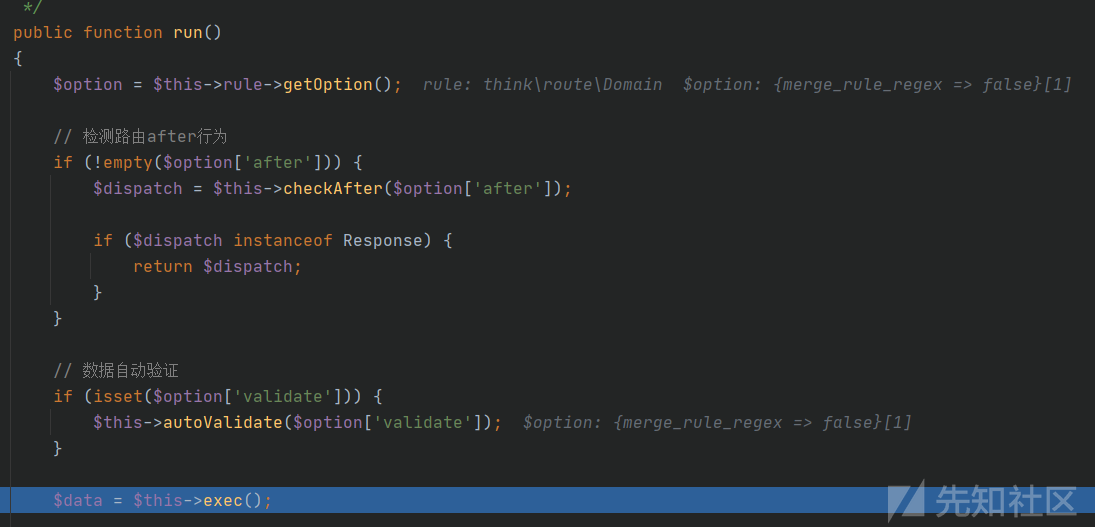 */
public function run()
{
$option = $this->rule->getOption(); rule: think\route\Domain $option: {merge_rule_regex => false}[1]
// 检测路由after行为
if (!empty($option['after'])) {
$dispatch = $this->checkAfter($option['after']);
if ($dispatch instanceof Response) {
return $dispatch;
}
}
// 数据自动验证
if (isset($option['validate'])) {
$this->autoValidate($option['validate']); $option: {merge_rule_regex => false}[1]
}
$data = $this->exec();
先知社区